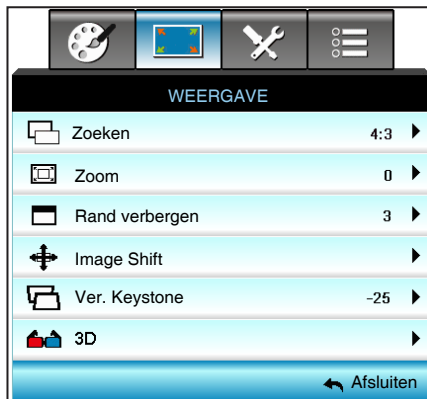 WEERGAVE
Zoeken 4:3
Zoom 0
Rand verbergen 3
Image Shift
Ver. Keystone -25
3D
Afsluiten